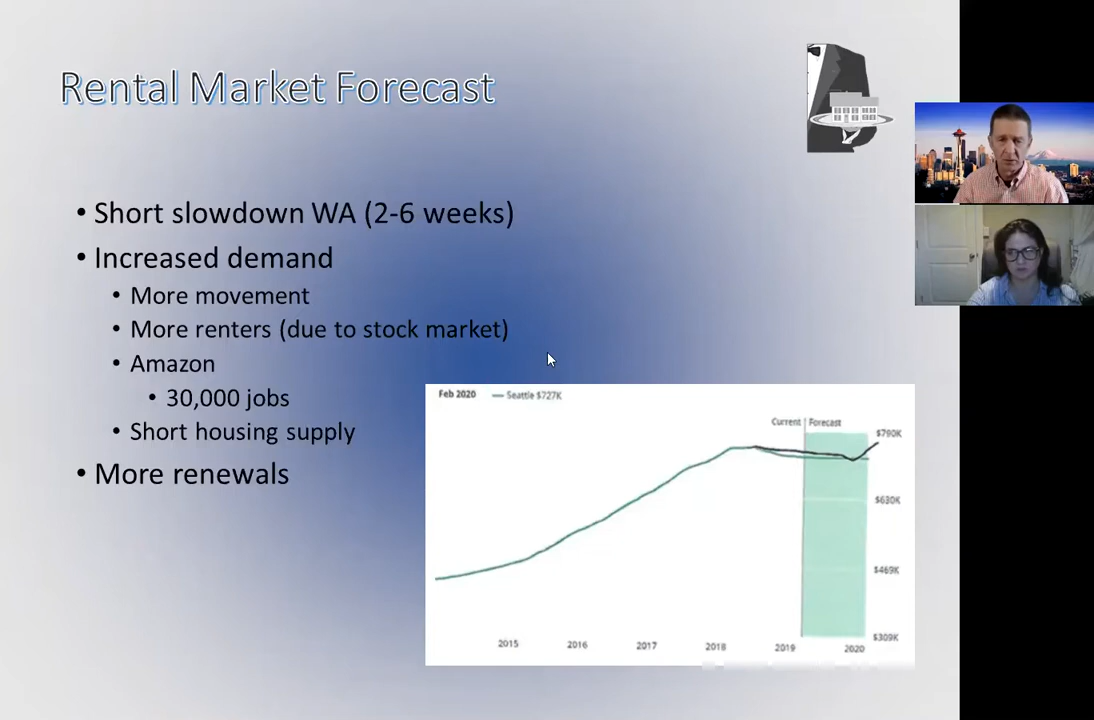 Rental Market Forecast
• Short slowdown WA (2-6 weeks)
• Increased demand
• More movement
• More renters (due to stock market)
• Amazon
• 30,000 jobs
• Short housing supply
• More renewals
Feb 2020 Seattle $727K
Current Forecast
$790K
$630K
$469K
$309K
2015 2016 2017 2018 2019 2020